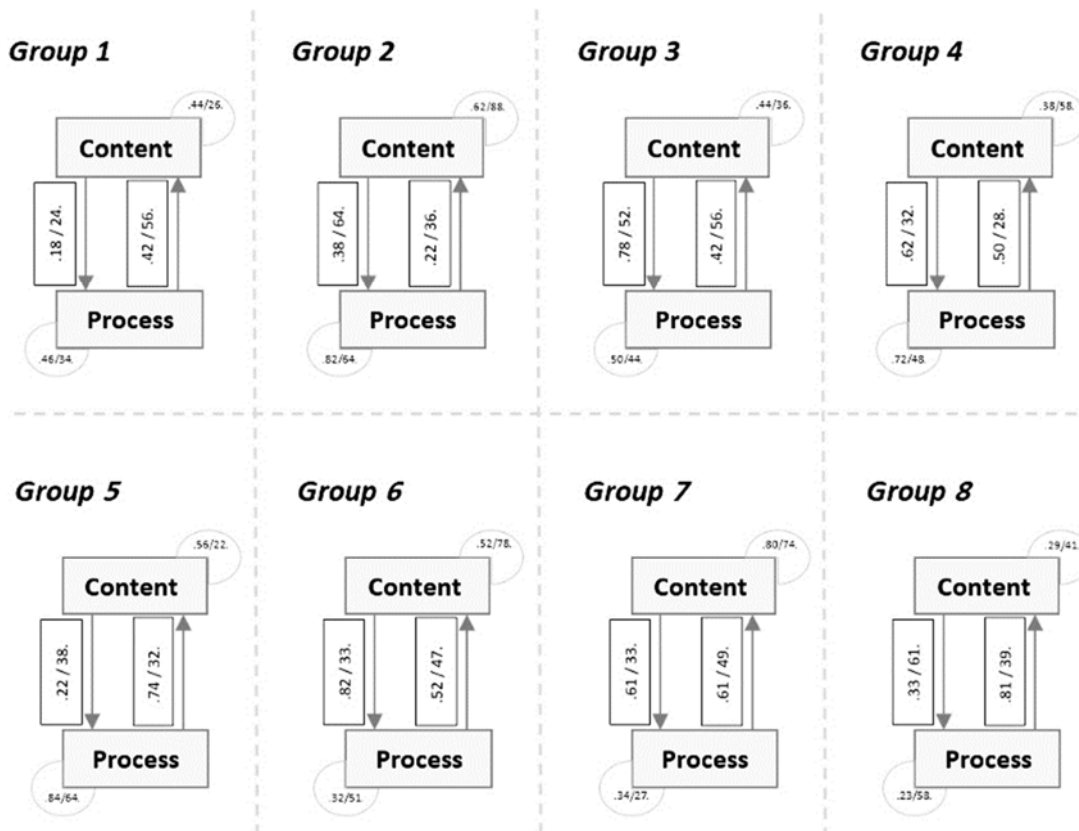 Group 1
.44/26.
Content
.18 / 24.
.42 / 56.
Process
.46/34.
Group 2
.62/88.
Content
.38 / 64.
.22 / 36.
Process
.82/64.
Group 3
.44/36.
Content
.78 / 52.
.42 / 56.
Process
.50/44.
Group 4
.38/58.
Content
.62 / 32.
.50 / 28.
Process
.72/48.
Group 5
.56/22.
Content
.22 / 38.
.74 / 32.
Process
.84/64.
Group 6
.52/78.
Content
.82 / 33.
.52 / 47.
Process
.32/51.
Group 7
.80/74.
Content
.61 / 33.
.61 / 49.
Process
.34/27.
Group 8
.29/41.
Content
.33 / 61.
.81 / 39.
Process
.23/58.